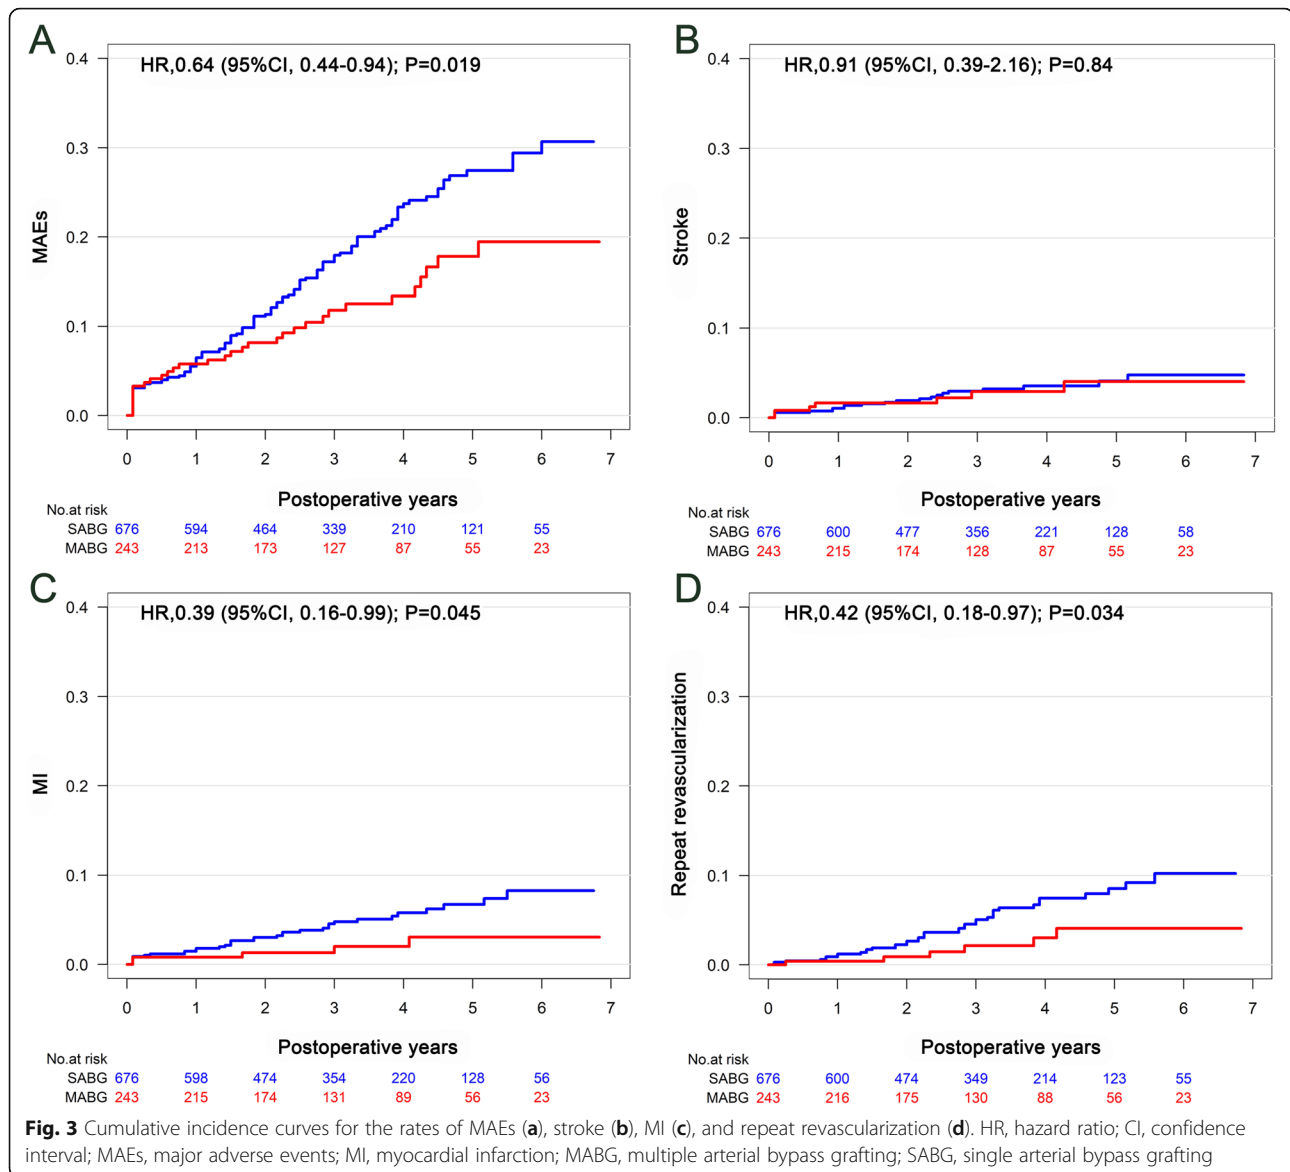 A
HR,0.64 (95%CI, 0.44-0.94); P=0.019
0.4
0.3
0.2
0.1
0.0
MAEs
0 1 2 3 4 5 6 7
Postoperative years
No.at risk
SABG 676 594 464 339 210 121 55
MABG 243 213 173 127 87 55 23
B
HR,0.91 (95%CI, 0.39-2.16); P=0.84
0.4
0.3
0.2
0.1
0.0
Stroke
0 1 2 3 4 5 6 7
Postoperative years
No.at risk
SABG 676 600 477 356 221 128 58
MABG 243 215 174 128 87 55 23
C
HR,0.39 (95%CI, 0.16-0.99); P=0.045
0.4
0.3
0.2
0.1
0.0
MI
0 1 2 3 4 5 6 7
Postoperative years
No.at risk
SABG 676 598 474 354 220 128 56
MABG 243 215 174 131 89 56 23
D
HR,0.42 (95%CI, 0.18-0.97); P=0.034
0.4
0.3
0.2
0.1
0.0
Repeat revascularization
0 1 2 3 4 5 6 7
Postoperative years
No.at risk
SABG 676 600 474 349 214 123 55
MABG 243 216 175 130 88 56 23
Fig. 3 Cumulative incidence curves for the rates of MAEs (a), stroke (b), MI (c), and repeat revascularization (d). HR, hazard ratio; CI, confidence
interval; MAEs, major adverse events; MI, myocardial infarction; MABG, multiple arterial bypass grafting; SABG, single arterial bypass grafting